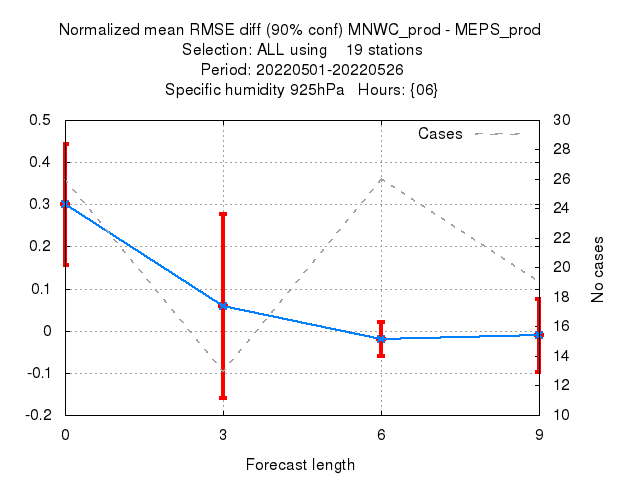 Normalized mean RMSE diff (90% conf) MNWC_prod - MEPS_prod
Selection: ALL using    19 stations
Period: 20220501-20220526
Specific humidity 925hPa   Hours: {06}
Cases
0.5
0.4
0.3
0.2
0.1
0
-0.1
-0.2
30
28
26
24
22
20
18
16
14
12
10
No cases
0 3 6 9
Forecast length